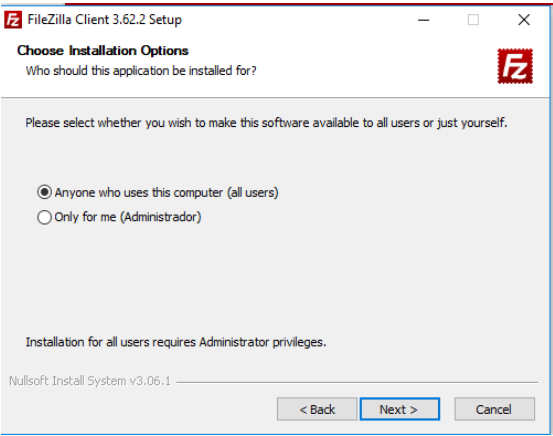 FileZilla Client 3.62.2 Setup
Choose Installation Options
Who should this application be installed for?
Fz
Please select whether you wish to make this software available to all users or just yourself.
Anyone who uses this computer (all users)
Only for me (Administrador)
Installation for all users requires Administrator privileges.
Nullsoft Install System v3.06.1
< Back Next > Cancel